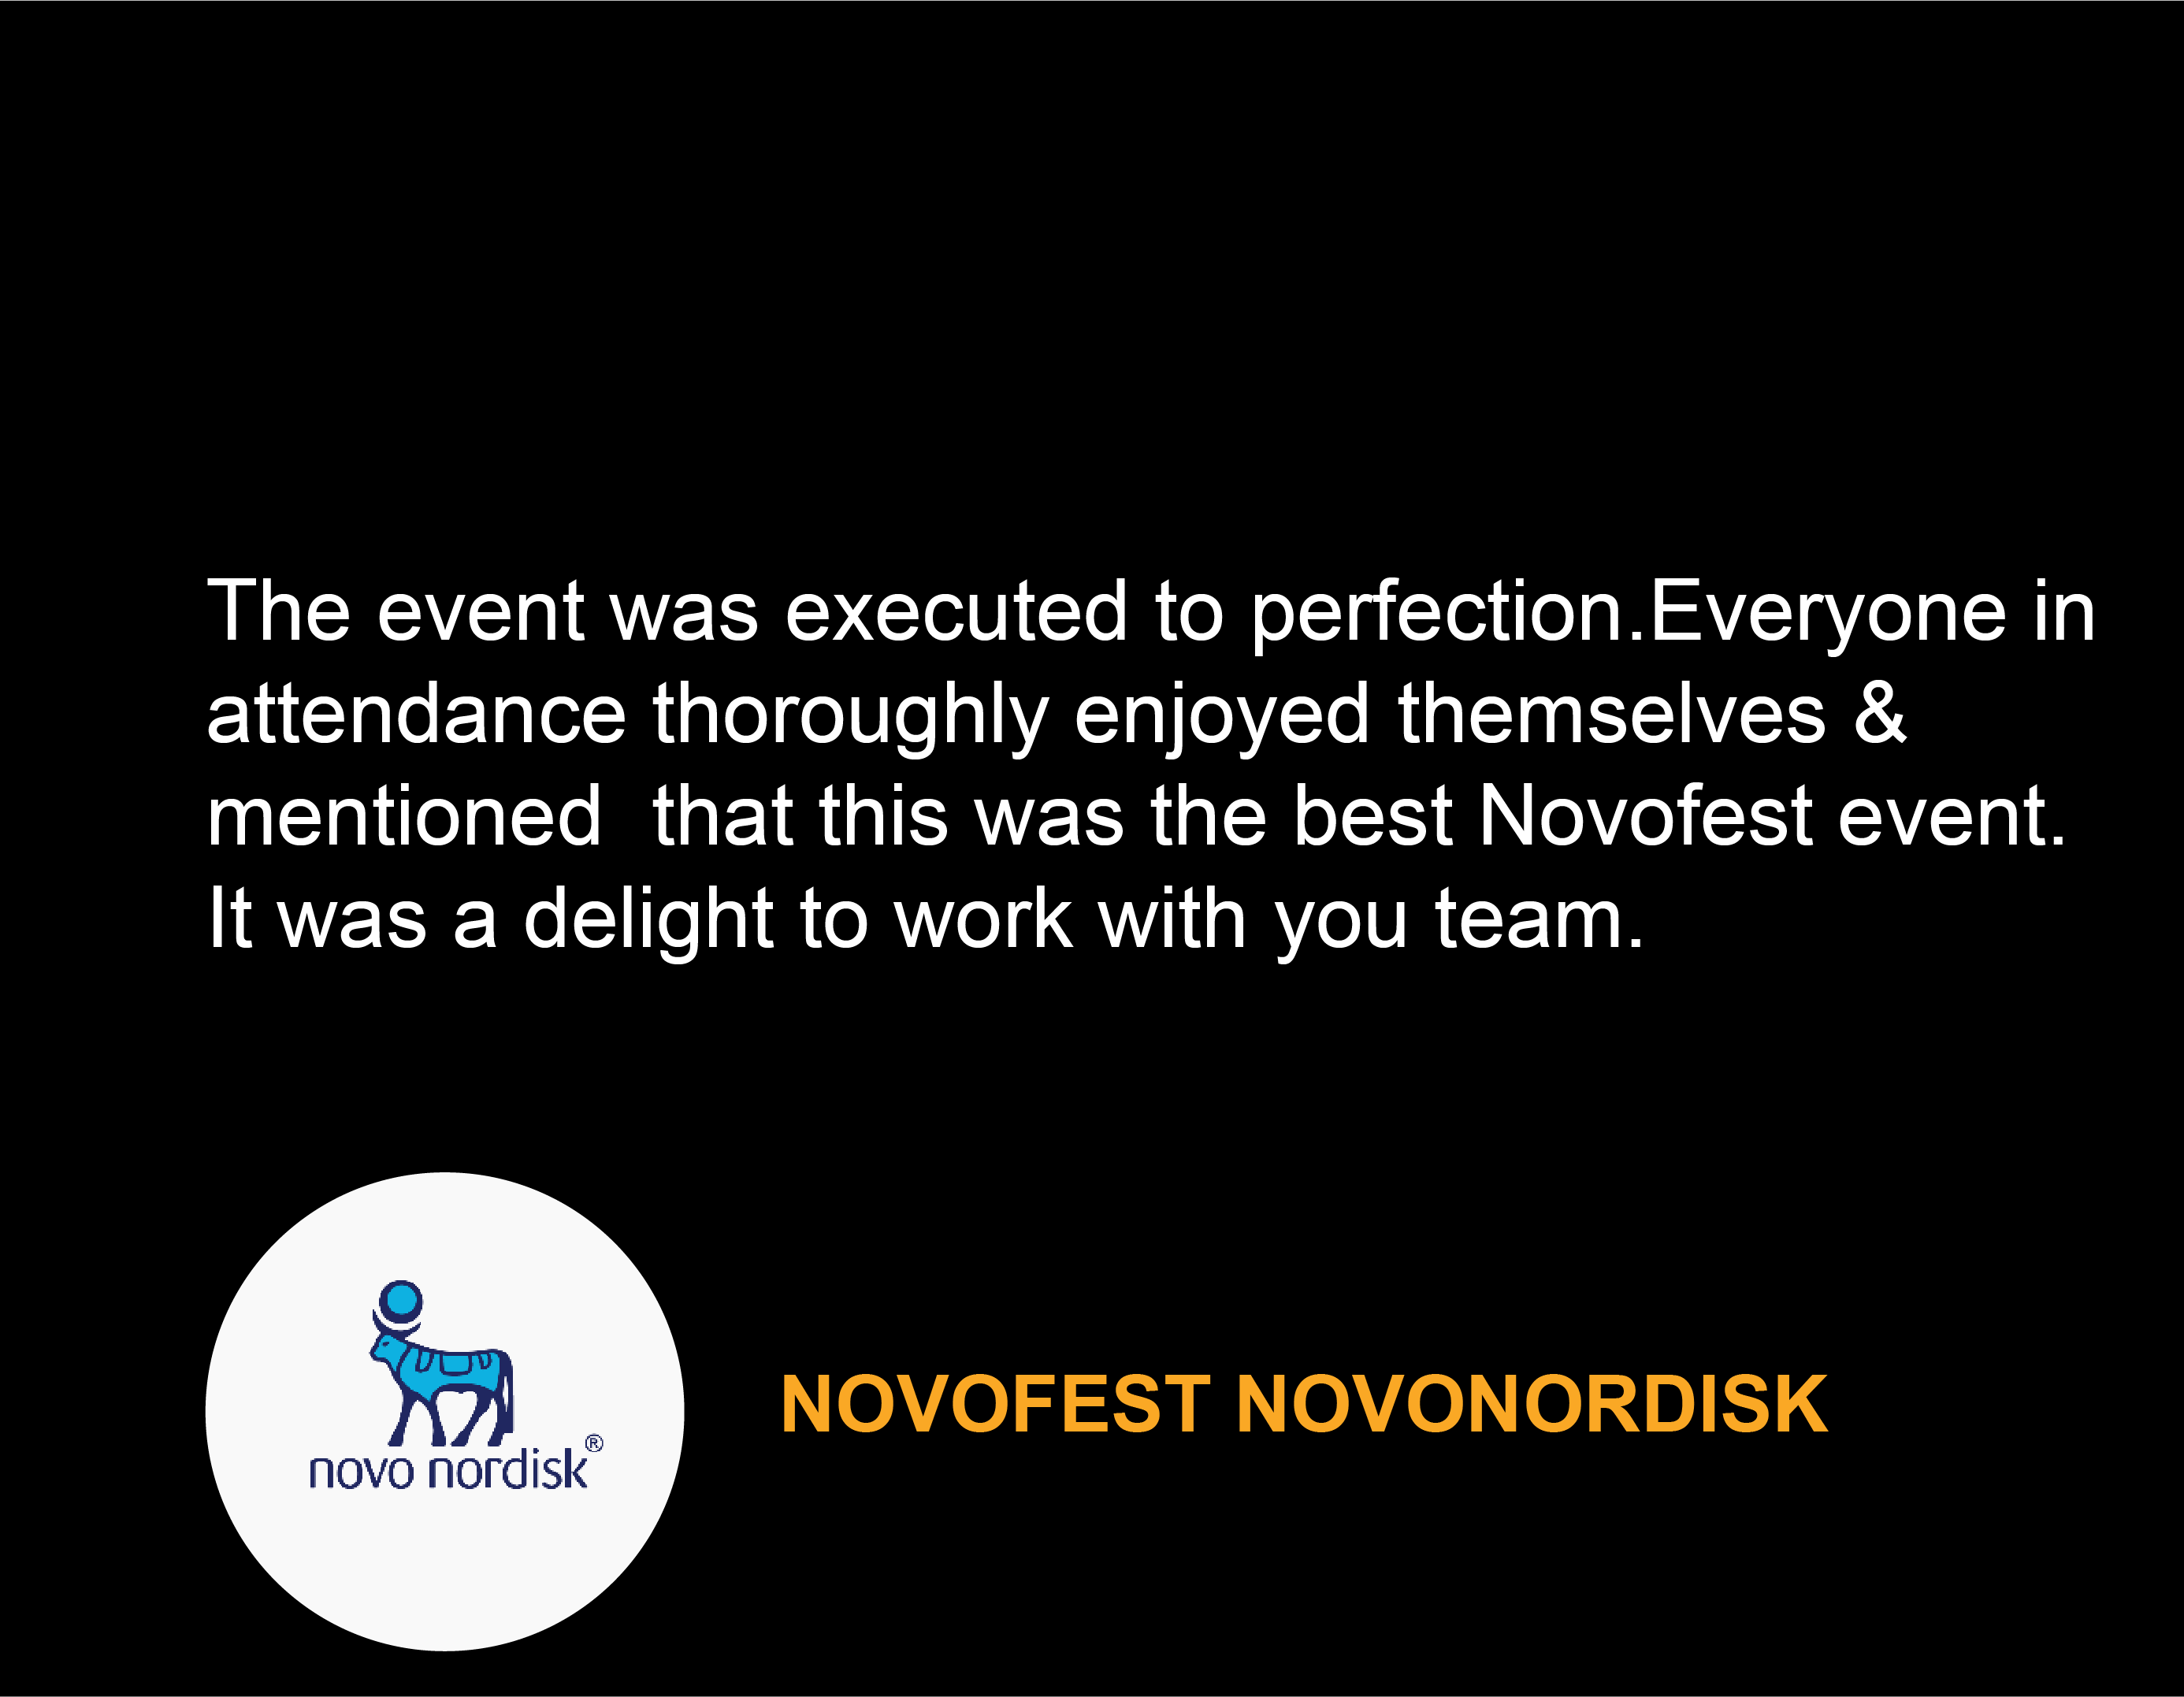 The event was executed to perfection.Everyone in
attendance thoroughly enjoyed themselves &
mentioned  that this was the best Novofest event.
It was a delight to work with you team.
novo nordisk®
NOVOFEST NOVONORDISK